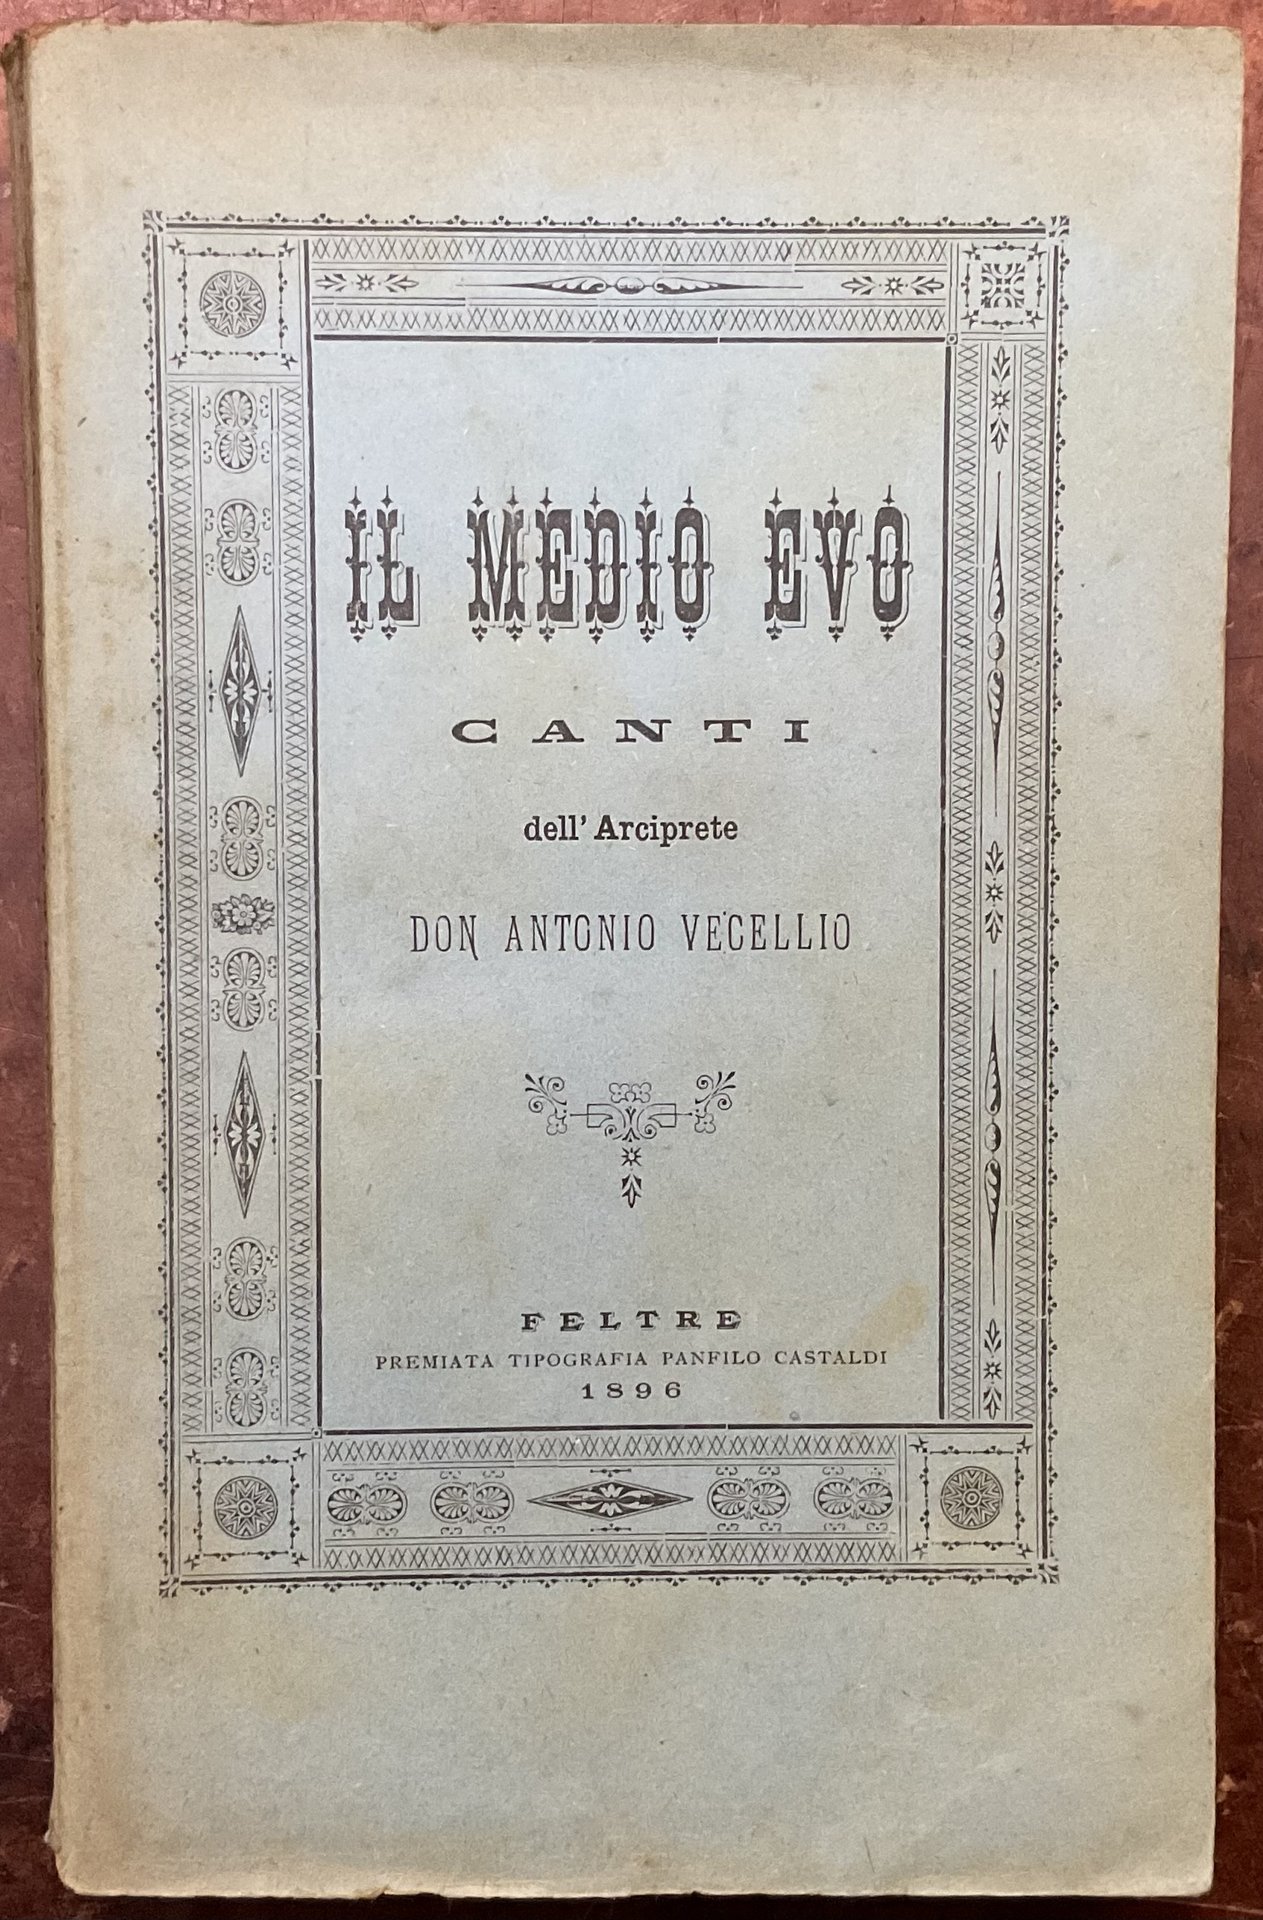 IL MEDIO EVO
CANTI
dell' Arciprete
DON ANTONIO VECELLIO
FELTRE
PREMIATA TIPOGRAFIA PANFILO CASTALDI
1896